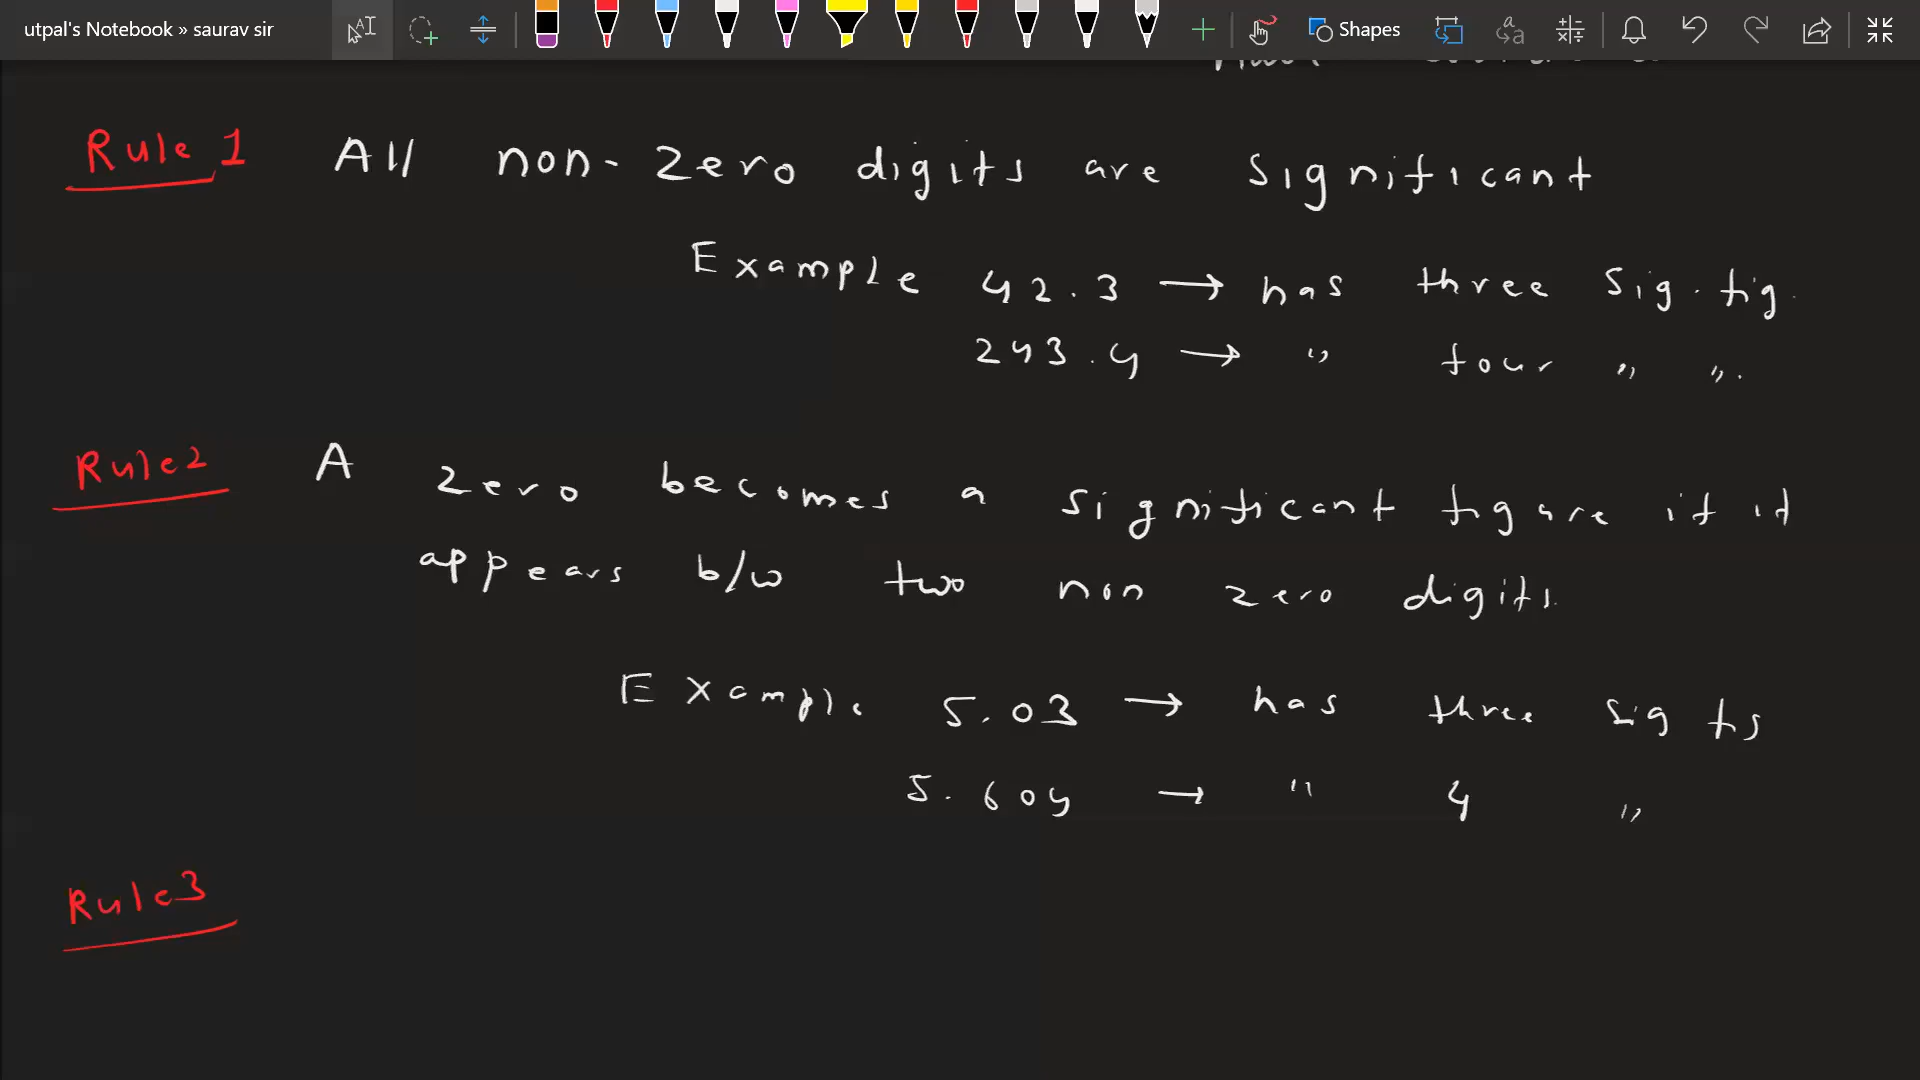 utpal's Notebook » saurav sir
Shapes
Rule 1 All non-zero digits are significant
Example 42.3 → has three sig. fig.
243.4 → " four " ".
Rule2 A zero becomes a significant figure if it
appears b/w two non zero digits.
Example 5.03 → has three sig fs
5.604 → " 4 "
Rule3